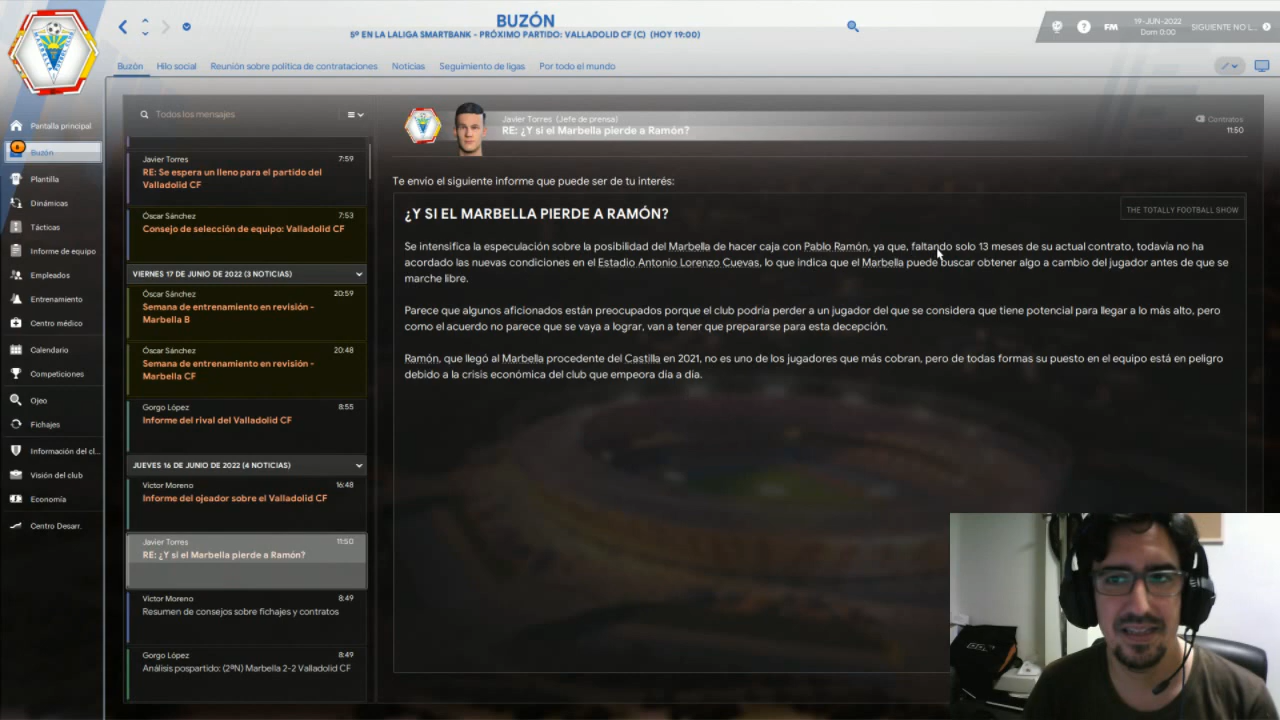 BUZÓN
5º EN LA LALIGA SMARTBANK - PRÓXIMO PARTIDO: VALLADOLID CF (C) (HOY 19:00)
FM
19-JUN-2022
Dom 0:00
SIGUIENTE NO L...
Buzón
Hilo social
Reunión sobre política de contrataciones
Noticias
Seguimiento de ligas
Por todo el mundo
Pantalla principal
Buzón
Plantilla
Dinámicas
Tácticas
Informe de equipo
Empleados
Entrenamiento
Centro médico
Calendario
Competiciones
Ojeo
Fichajes
Información del cl...
Visión del club
Economía
Centro Desarr.
Todos los mensajes
Javier Torres 7:59
RE: Se espera un lleno para el partido del
Valladolid CF
Óscar Sánchez 7:53
Consejo de selección de equipo: Valladolid CF
VIERNES 17 DE JUNIO DE 2022 (3 NOTICIAS)
Óscar Sánchez 20:59
Semana de entrenamiento en revisión -
Marbella B
Óscar Sánchez 20:48
Semana de entrenamiento en revisión -
Marbella CF
Gorgo López 8:55
Informe del rival del Valladolid CF
JUEVES 16 DE JUNIO DE 2022 (4 NOTICIAS)
Víctor Moreno 16:48
Informe del ojeador sobre el Valladolid CF
Javier Torres 11:50
RE: ¿Y si el Marbella pierde a Ramón?
Víctor Moreno 8:49
Resumen de consejos sobre fichajes y contratos
Gorgo López 8:49
Análisis pospartido: (2ªN) Marbella 2-2 Valladolid CF
Javier Torres (Jefe de prensa)
RE: ¿Y si el Marbella pierde a Ramón?
Contratos
11:50
Te envío el siguiente informe que puede ser de tu interés:
¿Y SI EL MARBELLA PIERDE A RAMÓN?
THE TOTALLY FOOTBALL SHOW
Se intensifica la especulación sobre la posibilidad del Marbella de hacer caja con Pablo Ramón, ya que, faltando solo 13 meses de su actual contrato, todavía no ha
acordado las nuevas condiciones en el Estadio Antonio Lorenzo Cuevas, lo que indica que el Marbella puede buscar obtener algo a cambio del jugador antes de que se
marche libre.
Parece que algunos aficionados están preocupados porque el club podría perder a un jugador del que se considera que tiene potencial para llegar a lo más alto, pero
como el acuerdo no parece que se vaya a lograr, van a tener que prepararse para esta decepción.
Ramón, que llegó al Marbella procedente del Castilla en 2021, no es uno de los jugadores que más cobran, pero de todas formas su puesto en el equipo está en peligro
debido a la crisis económica del club que empeora día a día.